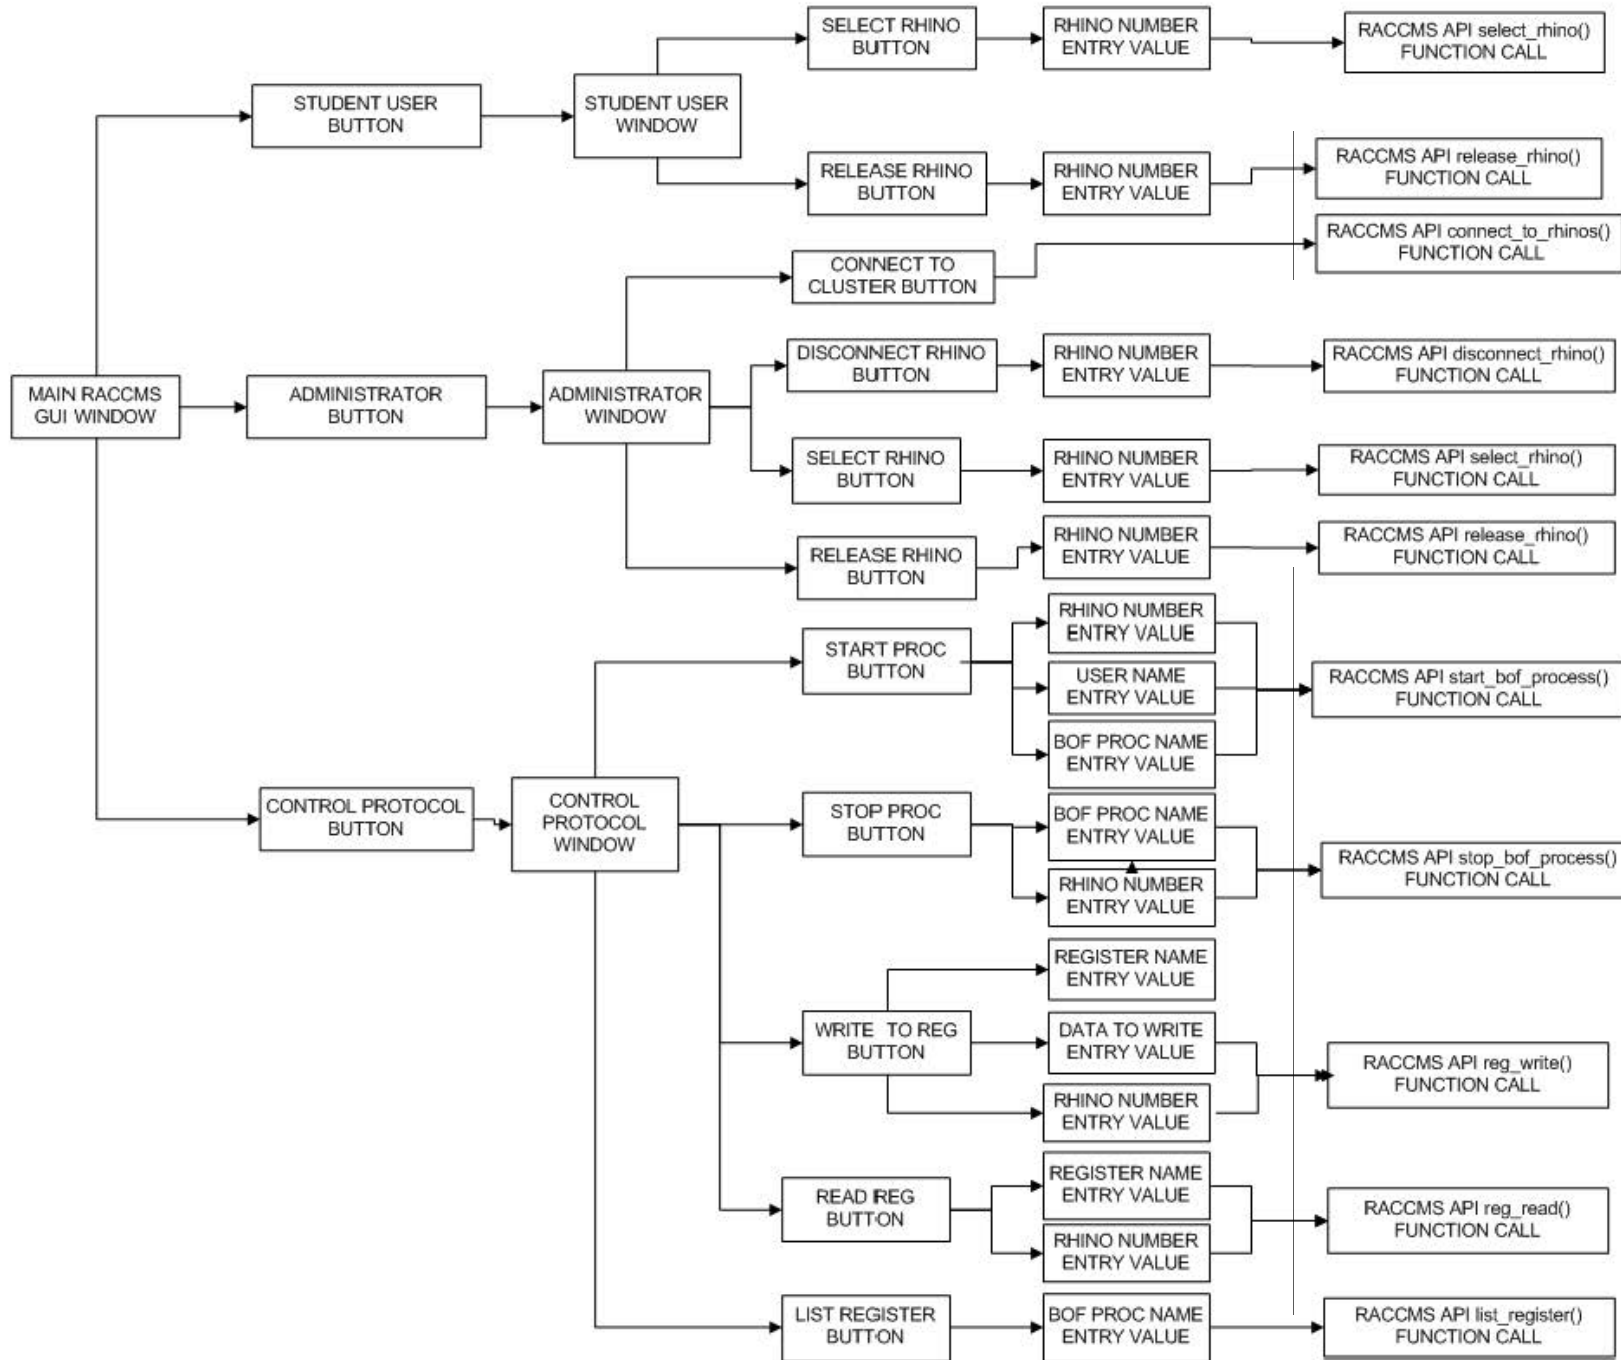 SELECT RHINO
BUTTON
RHINO NUMBER
ENTRY VALUE
RACCMS API select_rhino()
FUNCTION CALL
STUDENT USER
BUTTON
STUDENT USER
WINDOW
RELEASE RHINO
BUTTON
RHINO NUMBER
ENTRY VALUE
RACCMS API release_rhino()
FUNCTION CALL
CONNECT TO
CLUSTER BUTTON
RACCMS API connect_to_rhinos()
FUNCTION CALL
DISCONNECT RHINO
BUTTON
RHINO NUMBER
ENTRY VALUE
RACCMS API disconnect_rhino()
FUNCTION CALL
MAIN RACCMS
GUI WINDOW
ADMINISTRATOR
BUTTON
ADMINISTRATOR
WINDOW
SELECT RHINO
BUTTON
RHINO NUMBER
ENTRY VALUE
RACCMS API select_rhino()
FUNCTION CALL
RELEASE RHINO
BUTTON
RHINO NUMBER
ENTRY VALUE
RACCMS API release_rhino()
FUNCTION CALL
START PROC
BUTTON
RHINO NUMBER
ENTRY VALUE
USER NAME
ENTRY VALUE
BOF PROC NAME
ENTRY VALUE
RACCMS API start_bof_process()
FUNCTION CALL
CONTROL PROTOCOL
BUTTON
CONTROL
PROTOCOL
WINDOW
STOP PROC
BUTTON
BOF PROC NAME
ENTRY VALUE
RHINO NUMBER
ENTRY VALUE
RACCMS API stop_bof_process()
FUNCTION CALL
WRITE TO REG
BUTTON
REGISTER NAME
ENTRY VALUE
DATA TO WRITE
ENTRY VALUE
RHINO NUMBER
ENTRY VALUE
RACCMS API reg_write()
FUNCTION CALL
READ REG
BUTTON
REGISTER NAME
ENTRY VALUE
RHINO NUMBER
ENTRY VALUE
RACCMS API reg_read()
FUNCTION CALL
LIST REGISTER
BUTTON
BOF PROC NAME
ENTRY VALUE
RACCMS API list_register()
FUNCTION CALL